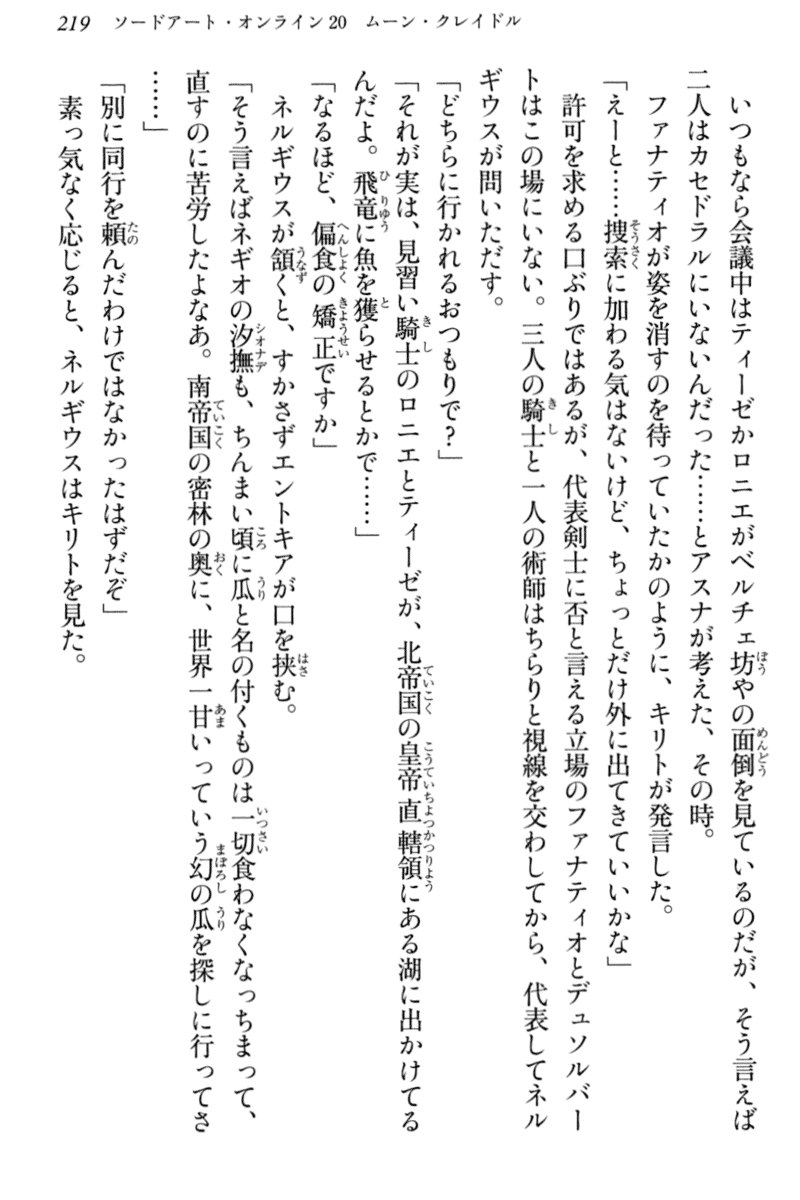 219　ソードアート・オンライン20　ムーン・クレイドル
　いつもなら会議中はティーゼかロニエがベルチェ坊やの面倒を見ているのだが、そう言えば
二人はカセドラルにいないんだった……とアスナが考えた、その時。
　ファナティオが姿を消すのを待っていたかのように、キリトが発言した。
「えーと……捜索に加わる気はないけど、ちょっとだけ外に出てきていいかな」
　許可を求める口ぶりではあるが、代表剣士に否と言える立場のファナティオとデュソルバー
トはこの場にいない。三人の騎士と一人の術師はちらりと視線を交わしてから、代表してネル
ギウスが問いただす。
「どちらに行かれるおつもりで？」
「それが実は、見習い騎士のロニエとティーゼが、北帝国の皇帝直轄領にある湖に出かけてる
んだよ。飛竜に魚を獲らせるとかで……」
「なるほど、偏食の矯正ですか」
　ネルギウスが頷くと、すかさずエントキアが口を挟む。
「そう言えばネギオの汐撫も、ちんまい頃に瓜と名の付くものは一切食わなくなっちまって、
直すのに苦労したよなあ。南帝国の密林の奥に、世界一甘いっていう幻の瓜を探しに行ってさ
……」
「別に同行を頼んだわけではなかったはずだぞ」
　素っ気なく応じると、ネルギウスはキリトを見た。